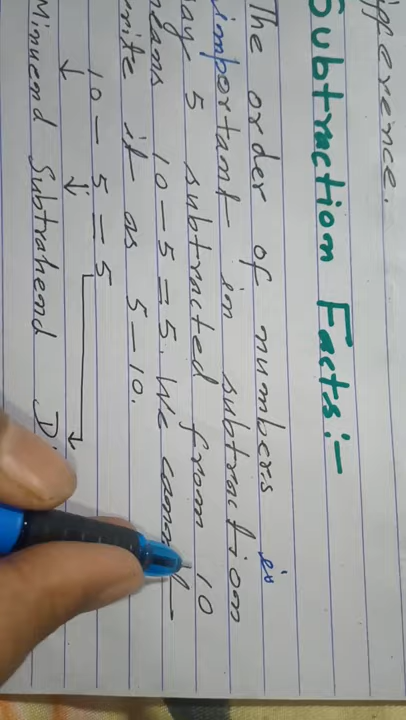 fference.
Subtraction Facts:-
The order of numbers is
important in subtraction
say 5 subtracted from 10
means 10-5=5. We cannot
write it as 5-10.
10-5=5
Minuend Subtrahend